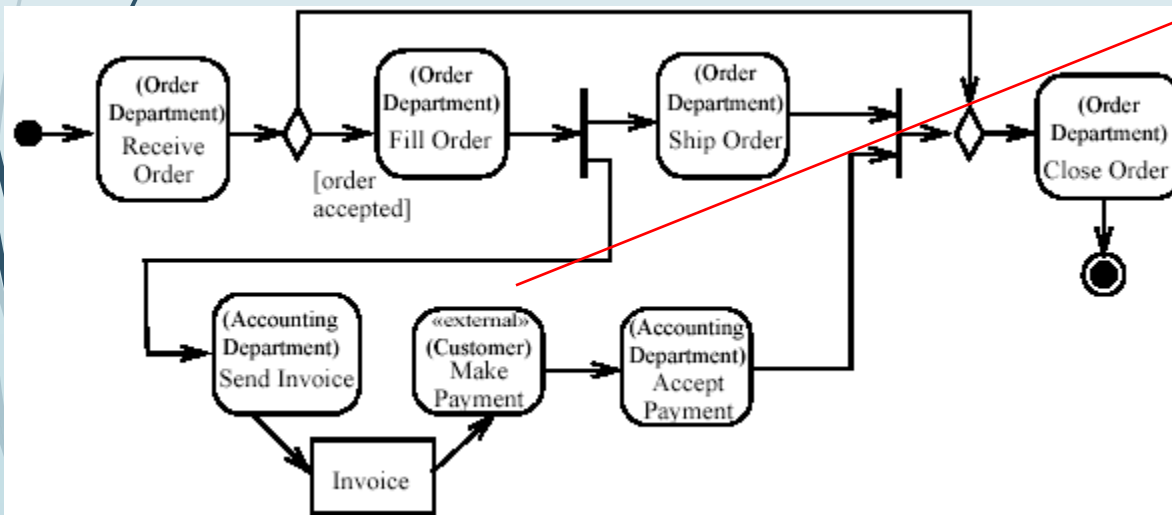 (Order
Department)
Receive
Order
[order
accepted]
(Order
Department)
Fill Order
(Order
Department)
Ship Order
(Order
Department)
Close Order
(Accounting
Department)
Send Invoice
Invoice
«external»
(Customer)
Make
Payment
(Accounting
Department)
Accept
Payment